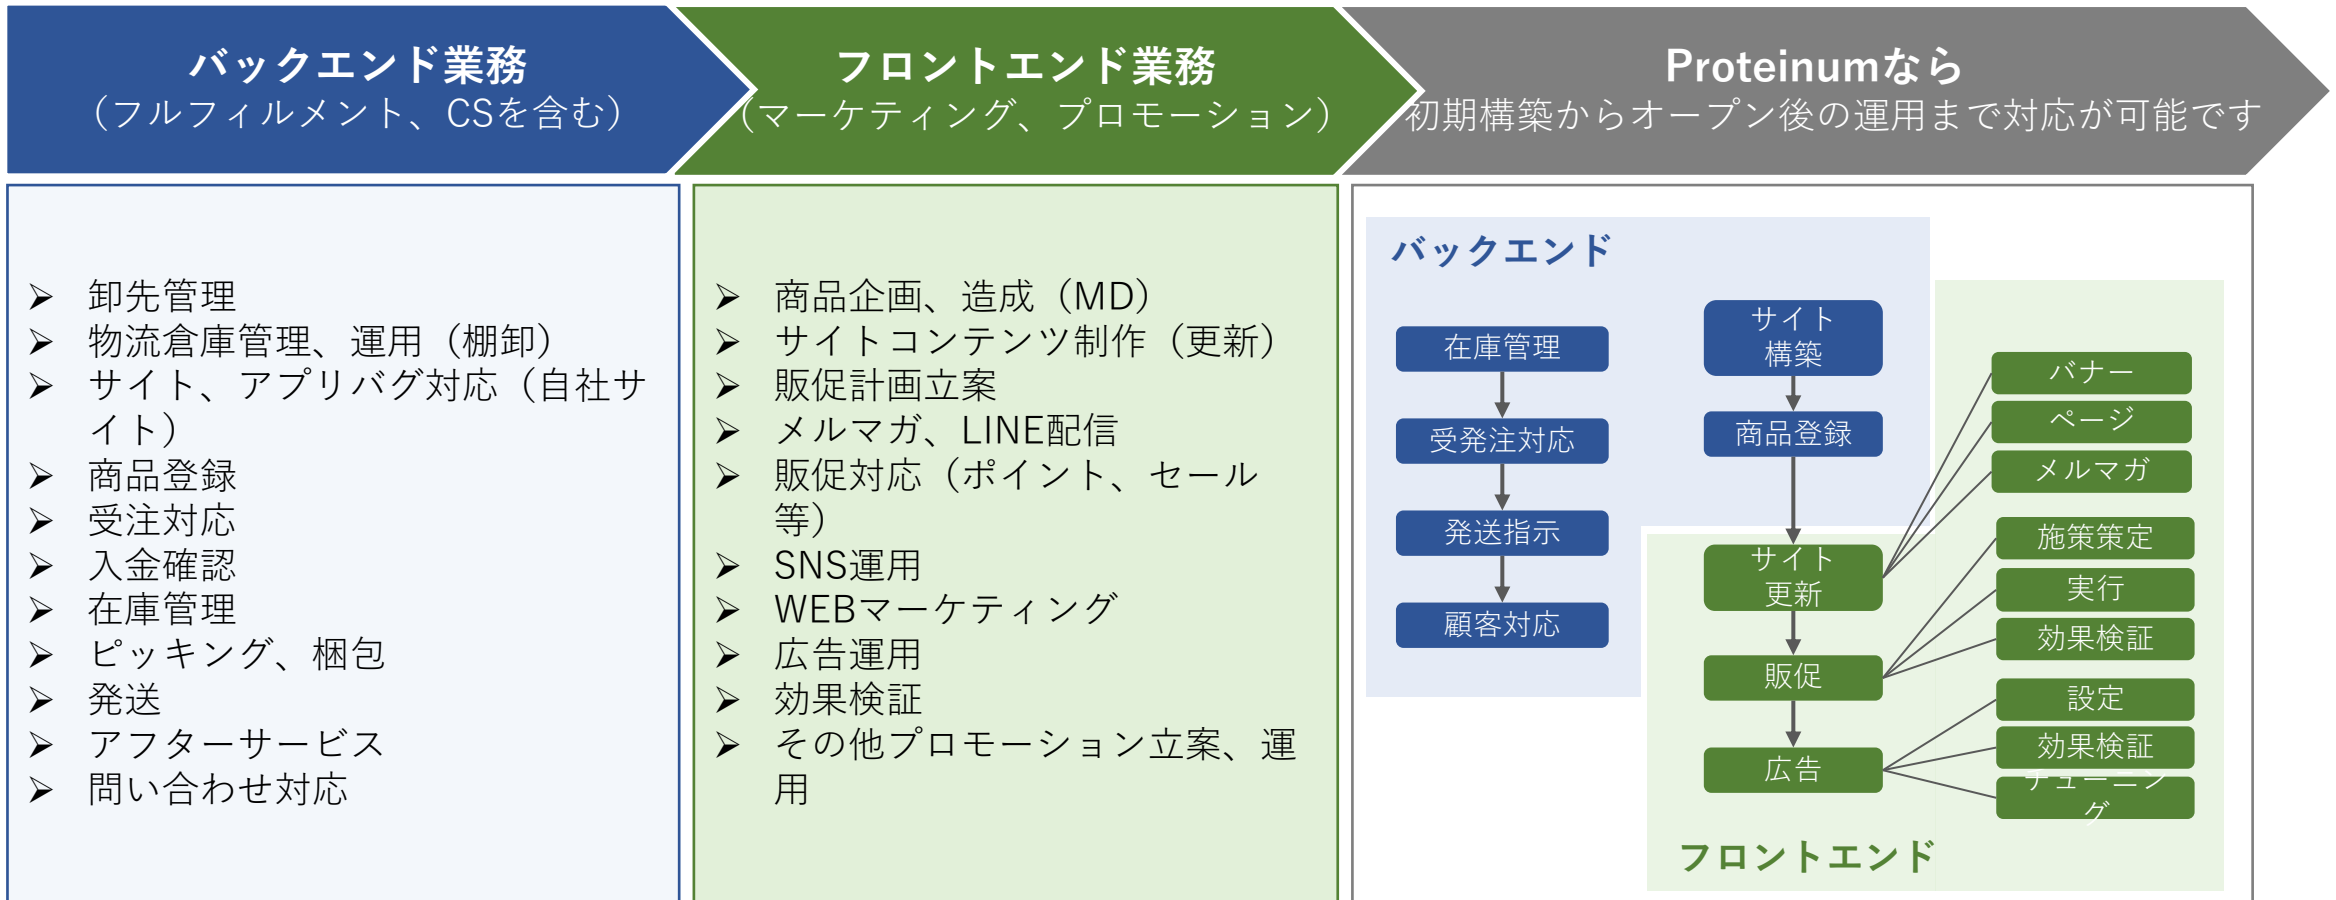 バックエンド業務
（フルフィルメント、CSを含む）
フロントエンド業務
（マーケティング、プロモーション）
Proteinumなら
初期構築からオープン後の運用まで対応が可能です
➢ 卸先管理
➢ 物流倉庫管理、運用（棚卸）
➢ サイト、アプリバグ対応（自社サ
イト）
➢ 商品登録
➢ 受注対応
➢ 入金確認
➢ 在庫管理
➢ ピッキング、梱包
➢ 発送
➢ アフターサービス
➢ 問い合わせ対応
➢ 商品企画、造成（MD）
➢ サイトコンテンツ制作（更新）
➢ 販促計画立案
➢ メルマガ、LINE配信
➢ 販促対応（ポイント、セール
等）
➢ SNS運用
➢ WEBマーケティング
➢ 広告運用
➢ 効果検証
➢ その他プロモーション立案、運
用
バックエンド
在庫管理
受発注対応
発送指示
顧客対応
サイト
構築
商品登録
サイト
更新
販促
広告
バナー
ページ
メルマガ
施策策定
実行
効果検証
設定
効果検証
チューニン
グ
フロントエンド